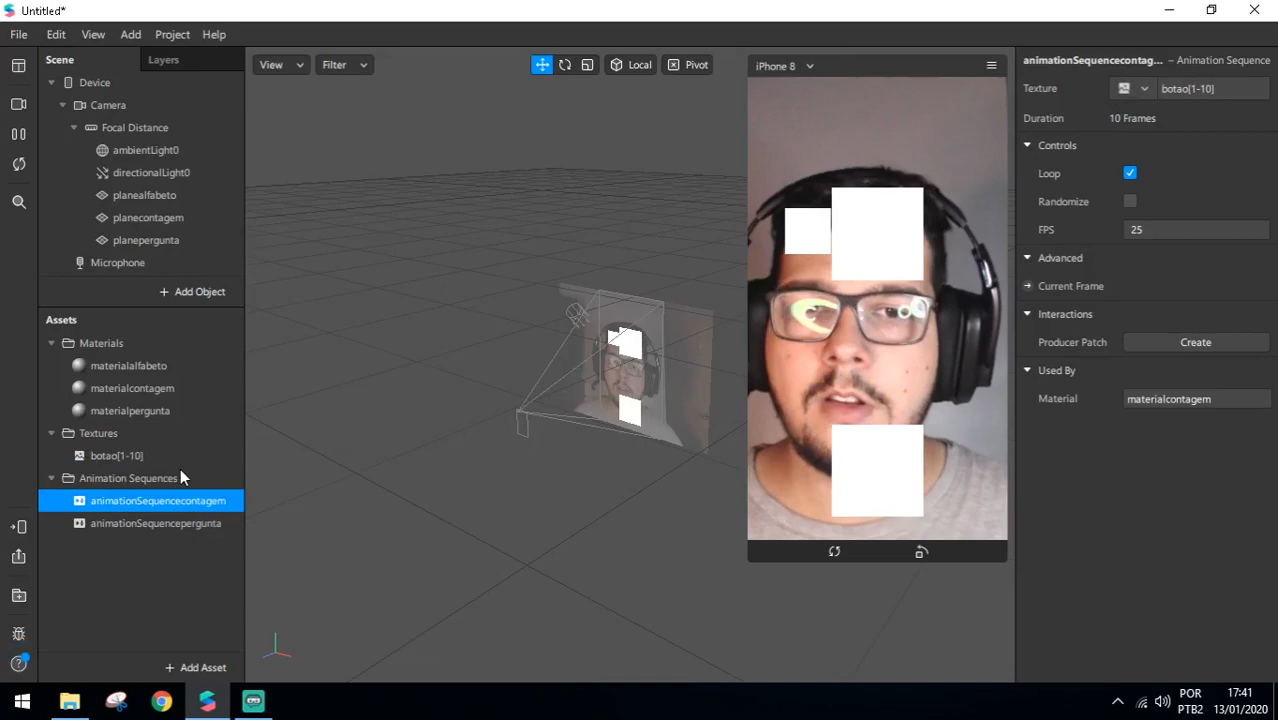 Untitled*
File Edit View Add Project Help
Scene Layers
Device
Camera
Focal Distance
ambientLight0
directionalLight0
planealfabeto
planecontagem
planepergunta
Microphone
+ Add Object
Assets
Materials
materialalfabeto
materialcontagem
materialpergunta
Textures
botao[1-10]
Animation Sequences
animationSequencecontagem
animationSequencepergunta
+ Add Asset
View Filter Local Pivot
iPhone 8
animationSequencecontag... – Animation Sequence
Texture botao[1-10]
Duration 10 Frames
Controls
Loop
Randomize
FPS 25
Advanced
Current Frame
Interactions
Producer Patch Create
Used By
Material materialcontagem
POR 17:41
PTB2 13/01/2020